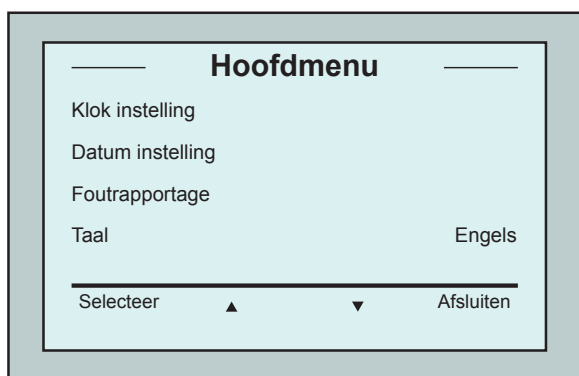 Hoofdmenu
Klok instelling
Datum instelling
Foutrapportage
Taal Engels
Selecteer ▲ ▼ Afsluiten